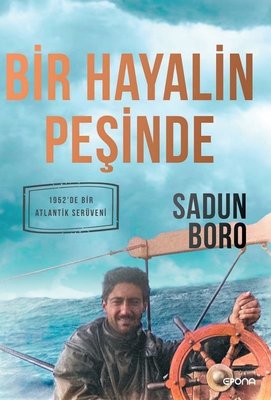 BİR HAYALİN
PEŞİNDE
1952'DE BİR
ATLANTİK SERÜVENİ
SADUN
BORO
EPONA